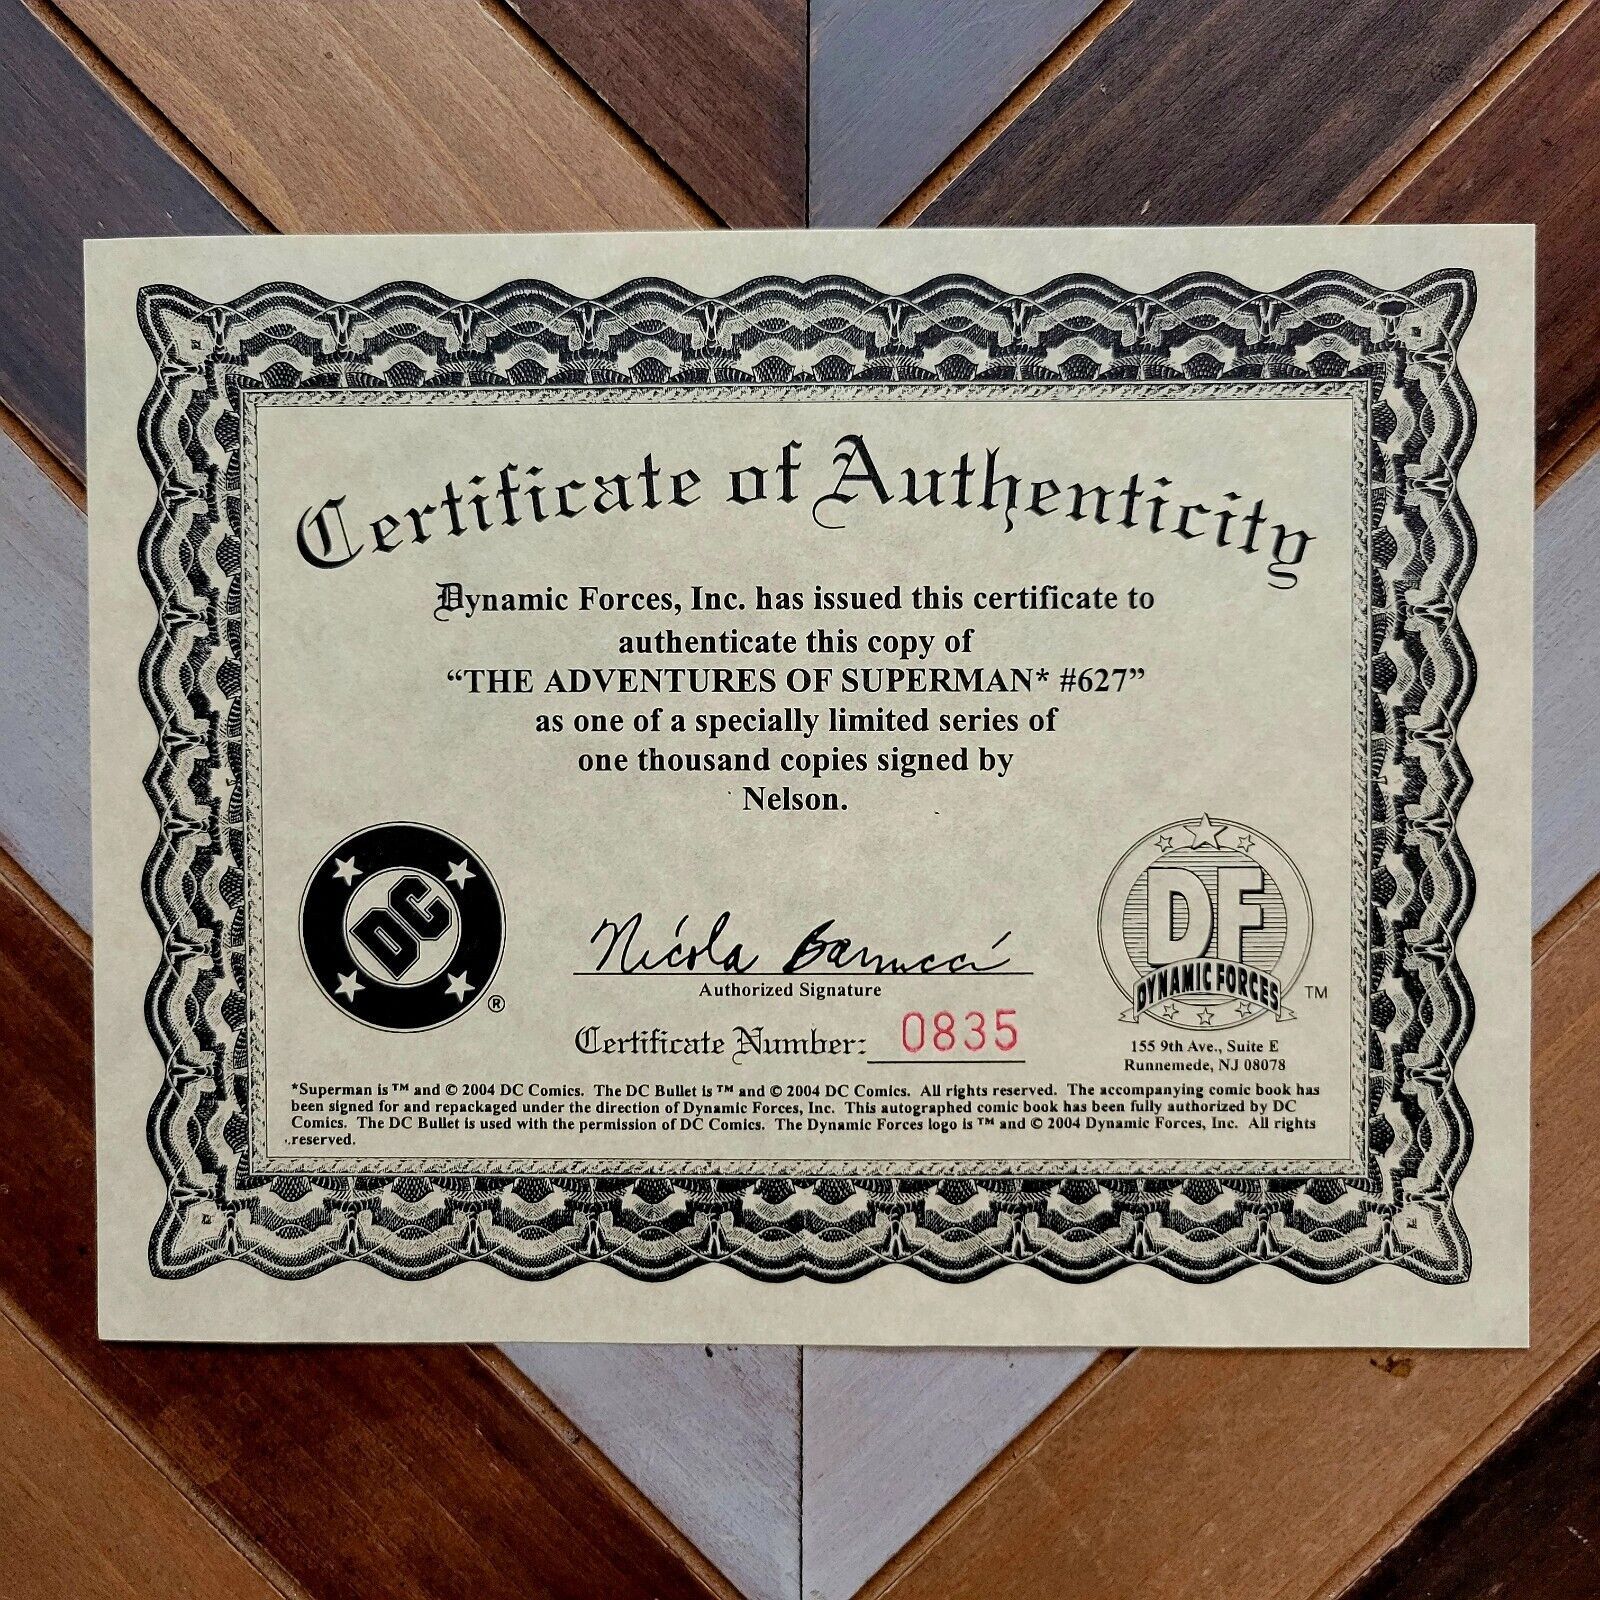 Certificate of Authenticity
Dynamic Forces, Inc. has issued this certificate to
authenticate this copy of
“THE ADVENTURES OF SUPERMAN* #627”
as one of a specially limited series of
one thousand copies signed by
Nelson.
DC
®
Nicola Barrucci
Authorized Signature
Certificate Number: 0835
DF
DYNAMIC FORCES
TM
155 9th Ave., Suite E
Runnemede, NJ 08078
*Superman is ™ and © 2004 DC Comics. The DC Bullet is ™ and © 2004 DC Comics. All rights reserved. The accompanying comic book has
been signed for and repackaged under the direction of Dynamic Forces, Inc. This autographed comic book has been fully authorized by DC
Comics. The DC Bullet is used with the permission of DC Comics. The Dynamic Forces logo is ™ and © 2004 Dynamic Forces, Inc. All rights
reserved.